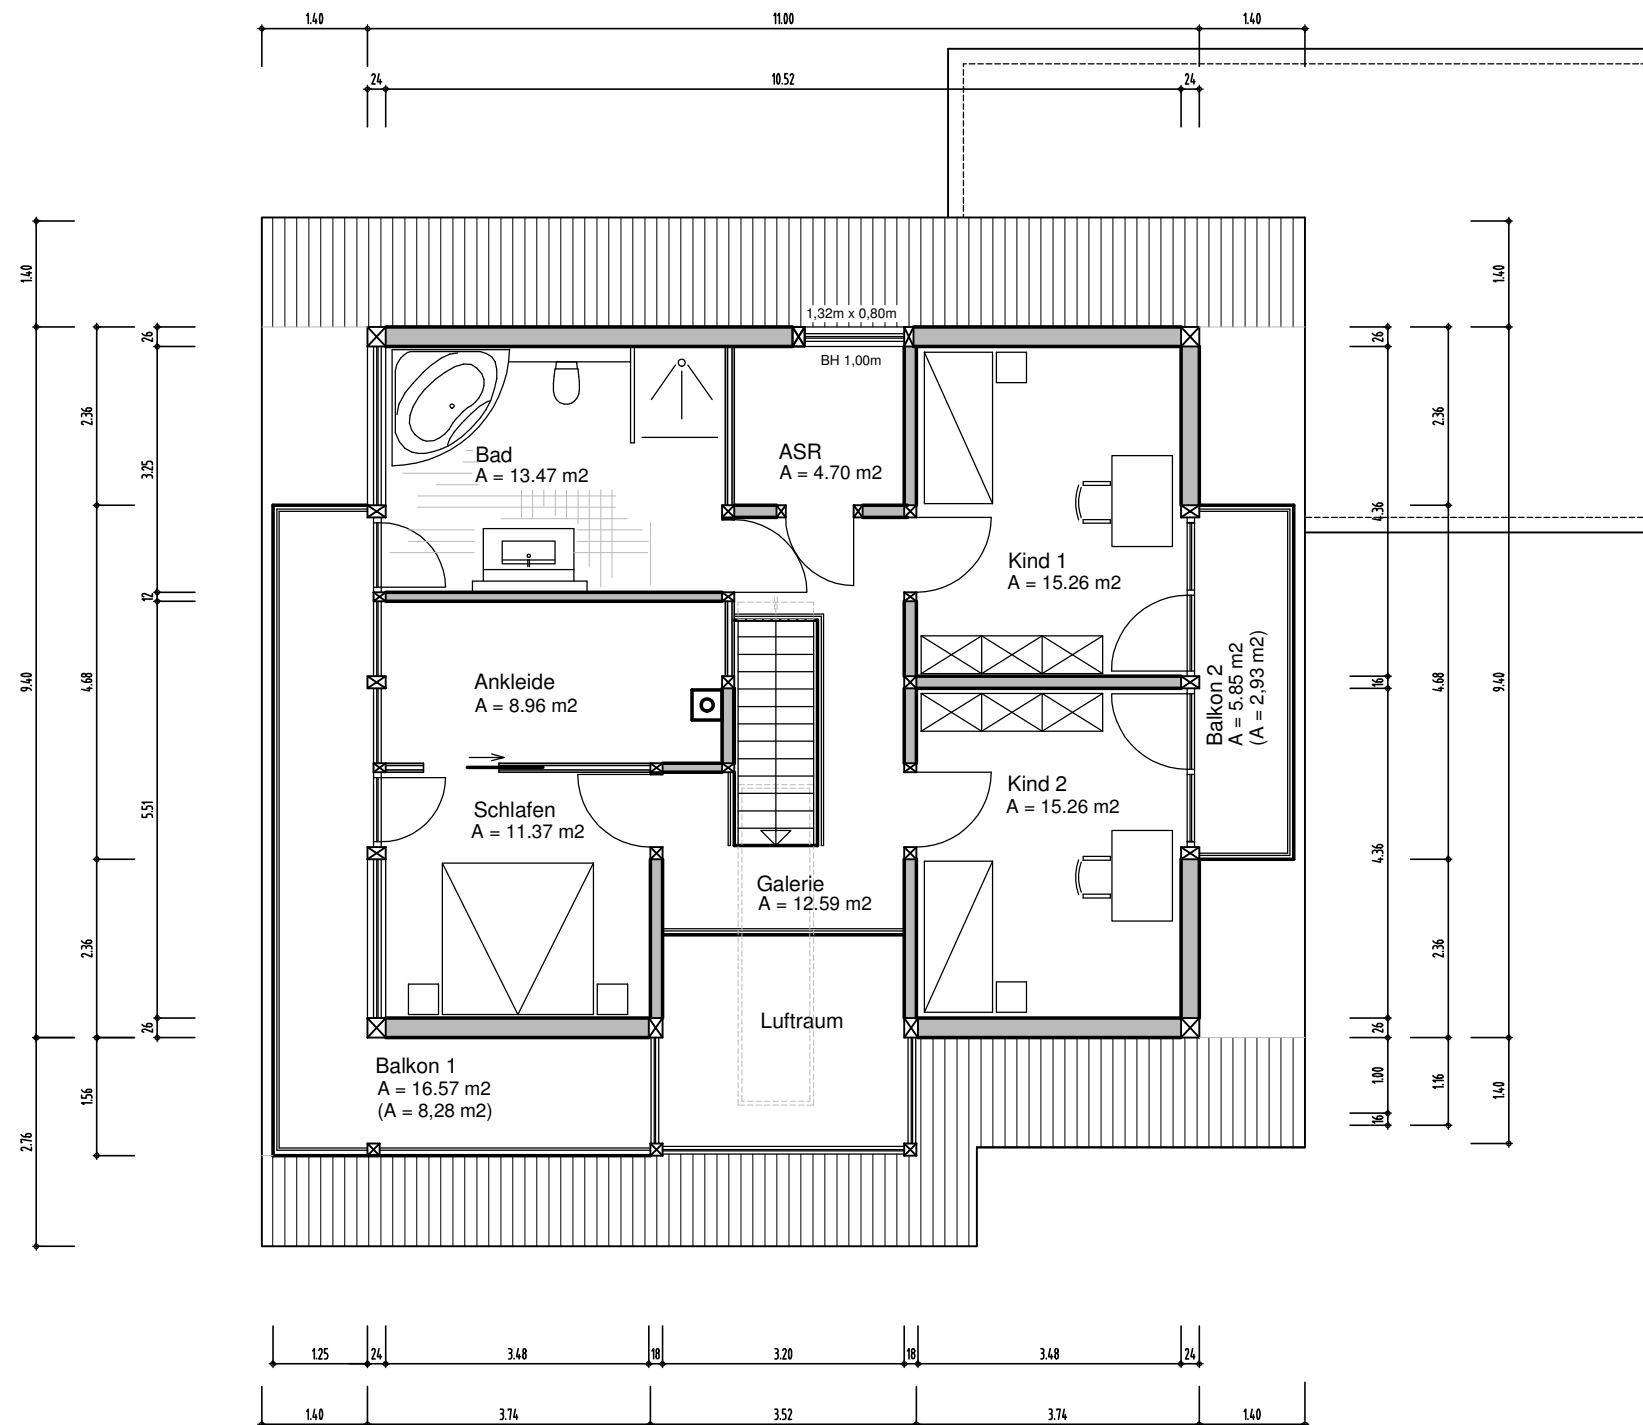 1.40
11.00
1.40
24
10.52
24
1.40
9.40
2.76
2.36
4.68
2.36
1.56
26
3.25
12
5.51
26
1,32m x 0,80m
BH 1,00m
Bad
A = 13.47 m2
ASR
A = 4.70 m2
Kind 1
A = 15.26 m2
Ankleide
A = 8.96 m2
Balkon 2
A = 5.85 m2
(A = 2,93 m2)
Schlafen
A = 11.37 m2
Kind 2
A = 15.26 m2
Galerie
A = 12.59 m2
Luftraum
Balkon 1
A = 16.57 m2
(A = 8,28 m2)
26
4.36
16
4.36
26
1.00
16
2.36
4.68
2.36
1.16
1.40
9.40
1.40
1.25
24
3.48
18
3.20
18
3.48
24
1.40
3.74
3.52
3.74
1.40